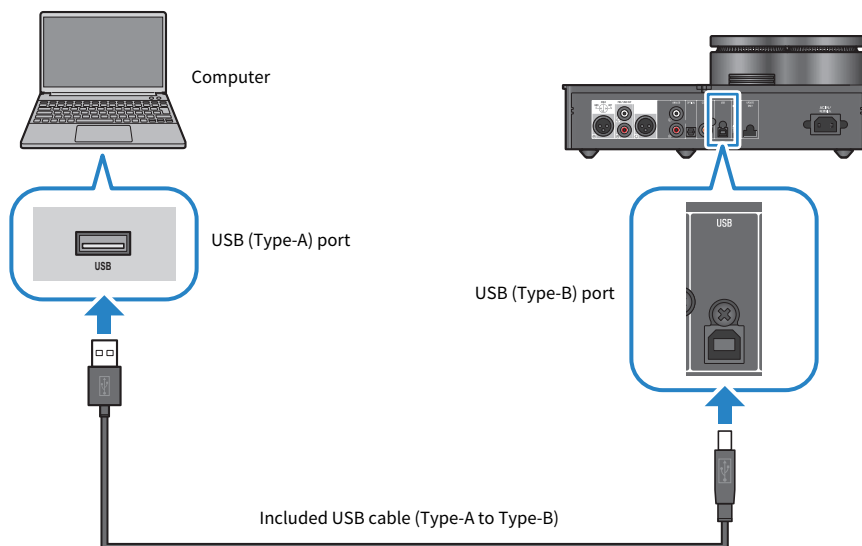 Computer
USB (Type-A) port
USB
USB (Type-B) port
USB
Included USB cable (Type-A to Type-B)